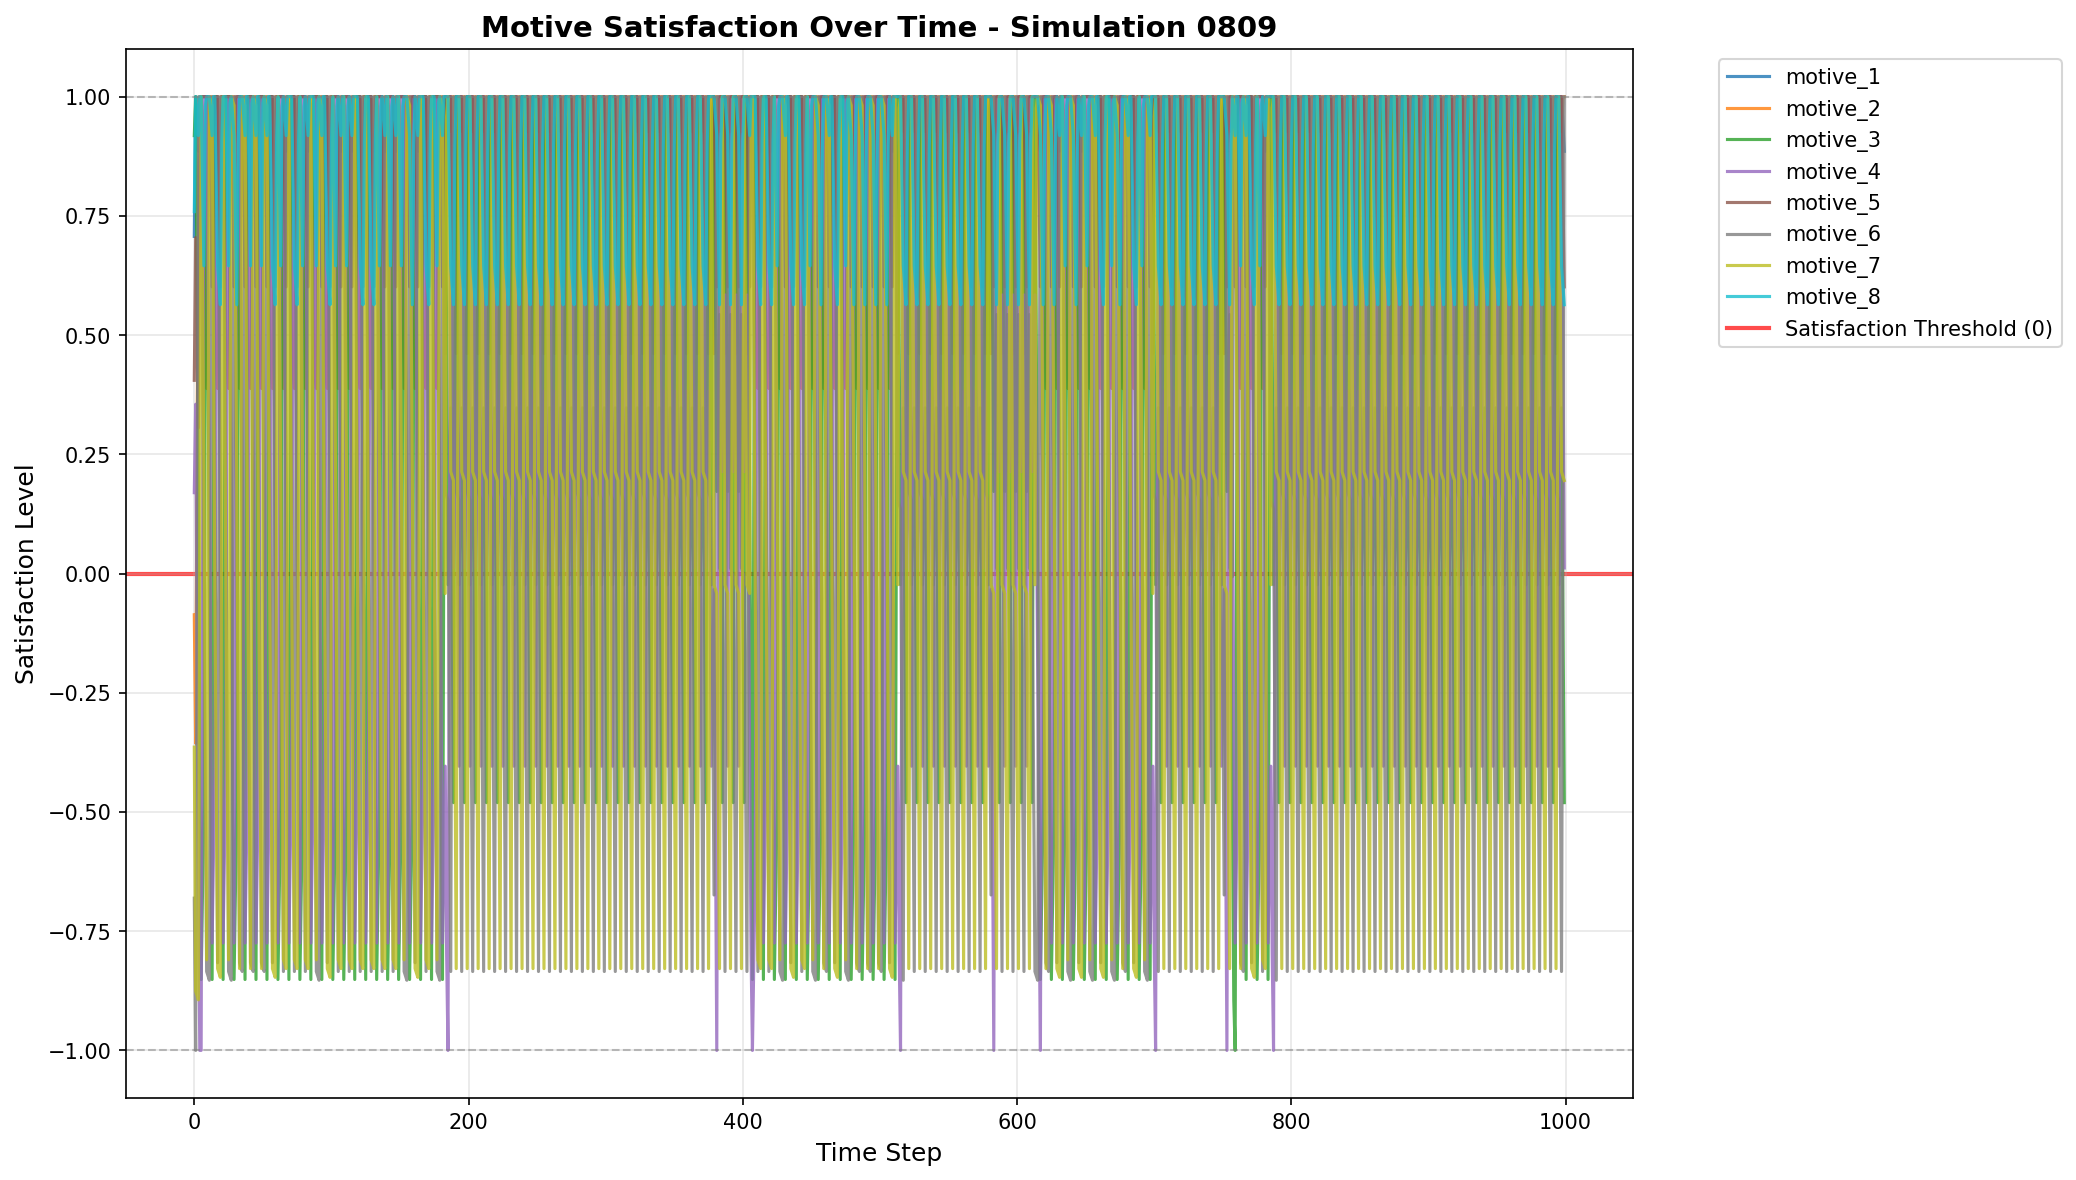 Motive Satisfaction Over Time - Simulation 0809
1.00
0.75
0.50
0.25
0.00
−0.25
−0.50
−0.75
−1.00
Satisfaction Level
0
200
400
600
800
1000
Time Step
motive_1
motive_2
motive_3
motive_4
motive_5
motive_6
motive_7
motive_8
Satisfaction Threshold (0)